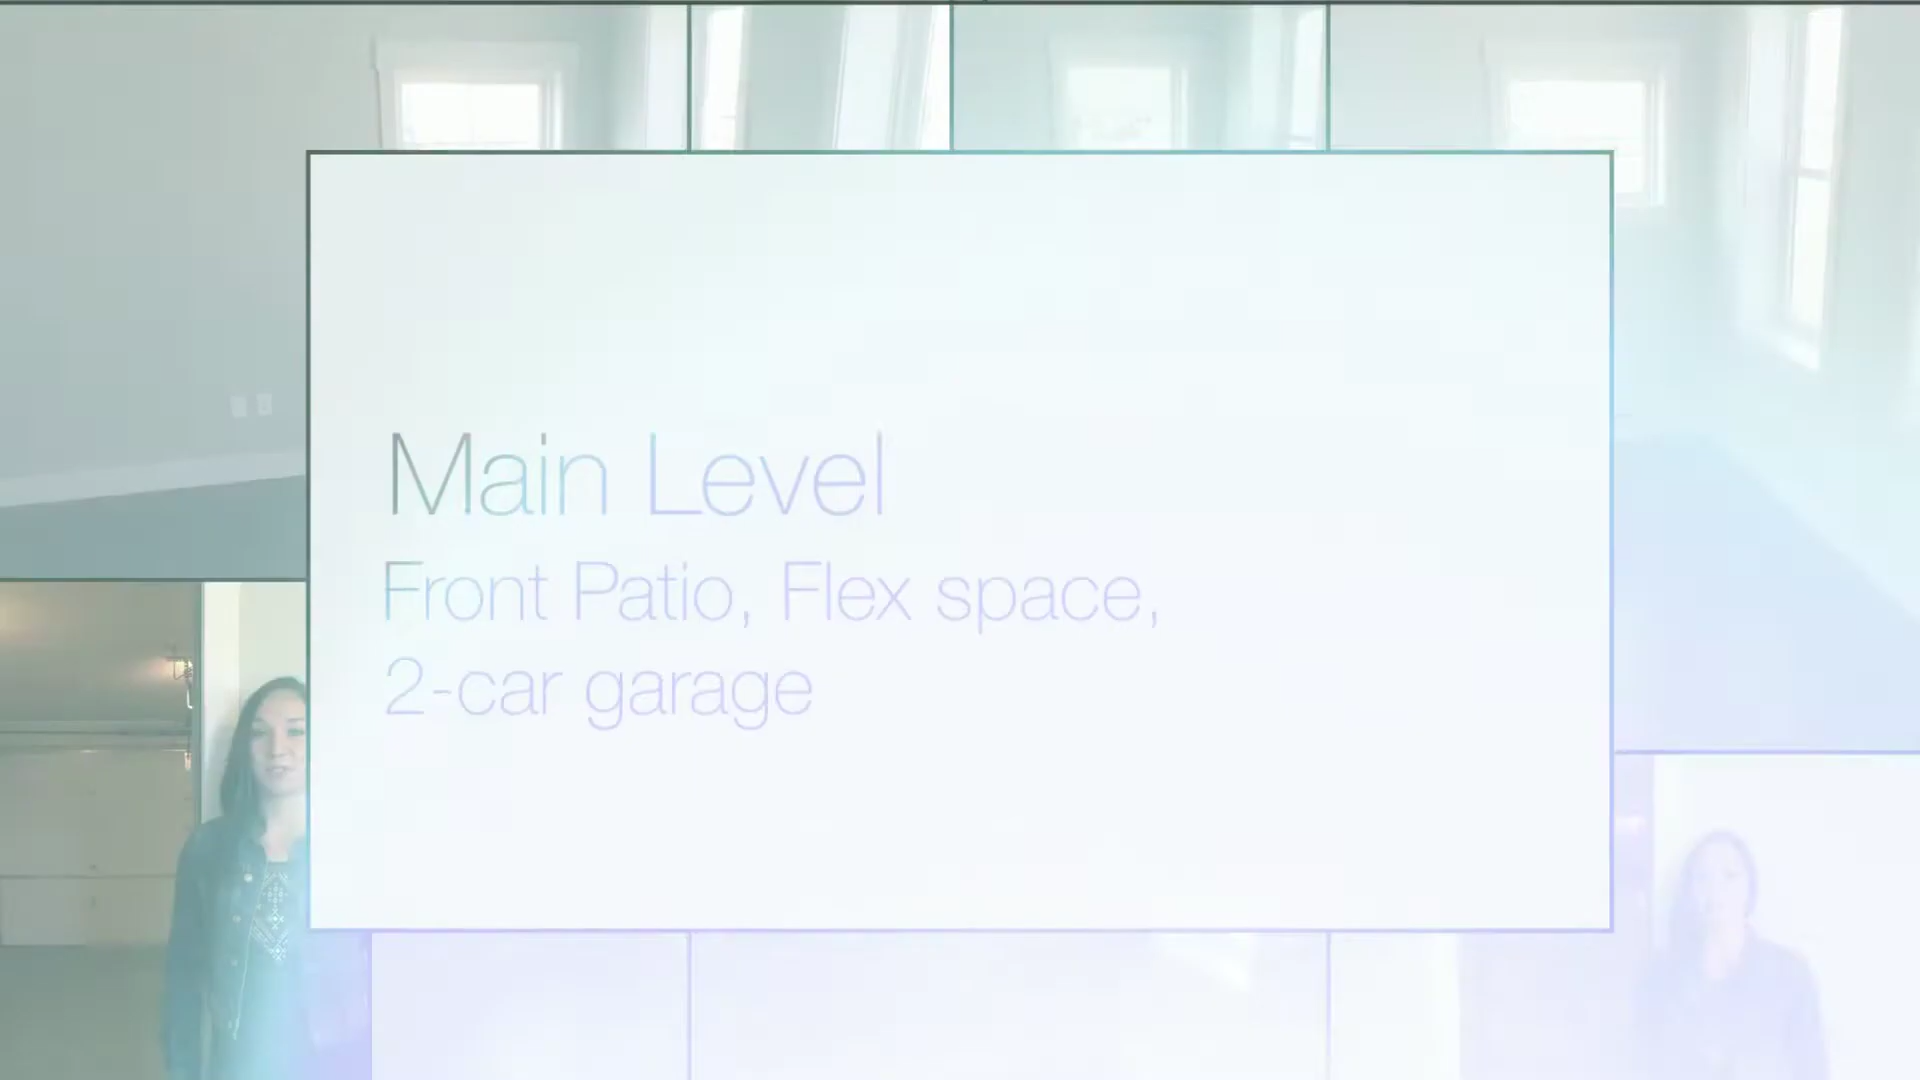 Main Level
Front Patio, Flex space,
2-car garage